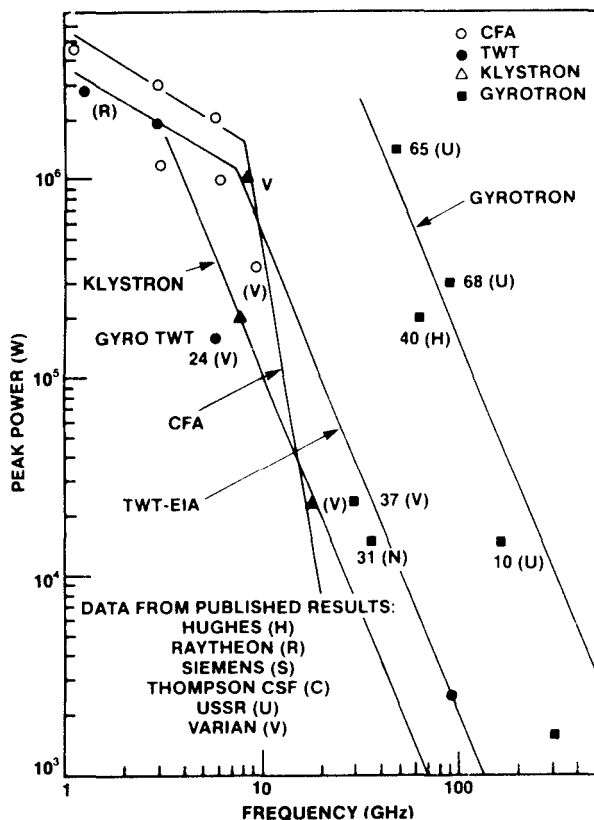 CFA
TWT
KLYSTRON
GYROTRON
10⁶
10⁵
10⁴
10³
PEAK POWER (W)
(R)
V
65 (U)
GYROTRON
KLYSTRON
(V)
68 (U)
40 (H)
GYRO TWT
24 (V)
CFA
TWT-EIA
(V)
37 (V)
31 (N)
10 (U)
DATA FROM PUBLISHED RESULTS:
HUGHES (H)
RAYTHEON (R)
SIEMENS (S)
THOMPSON CSF (C)
USSR (U)
VARIAN (V)
1
10
100
FREQUENCY (GHz)